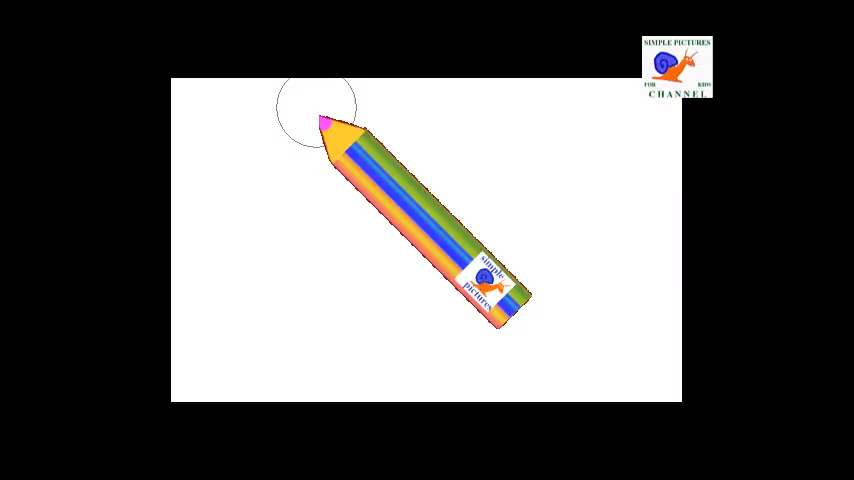 SIMPLE PICTURES
FOR KIDS
CHANNEL
simple
pictures